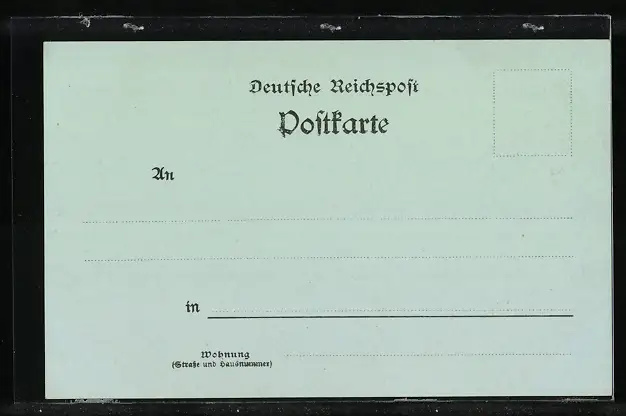 Deutsche Reichspost
Postkarte
An
in
Wohnung
(Straße und Hausnummer)